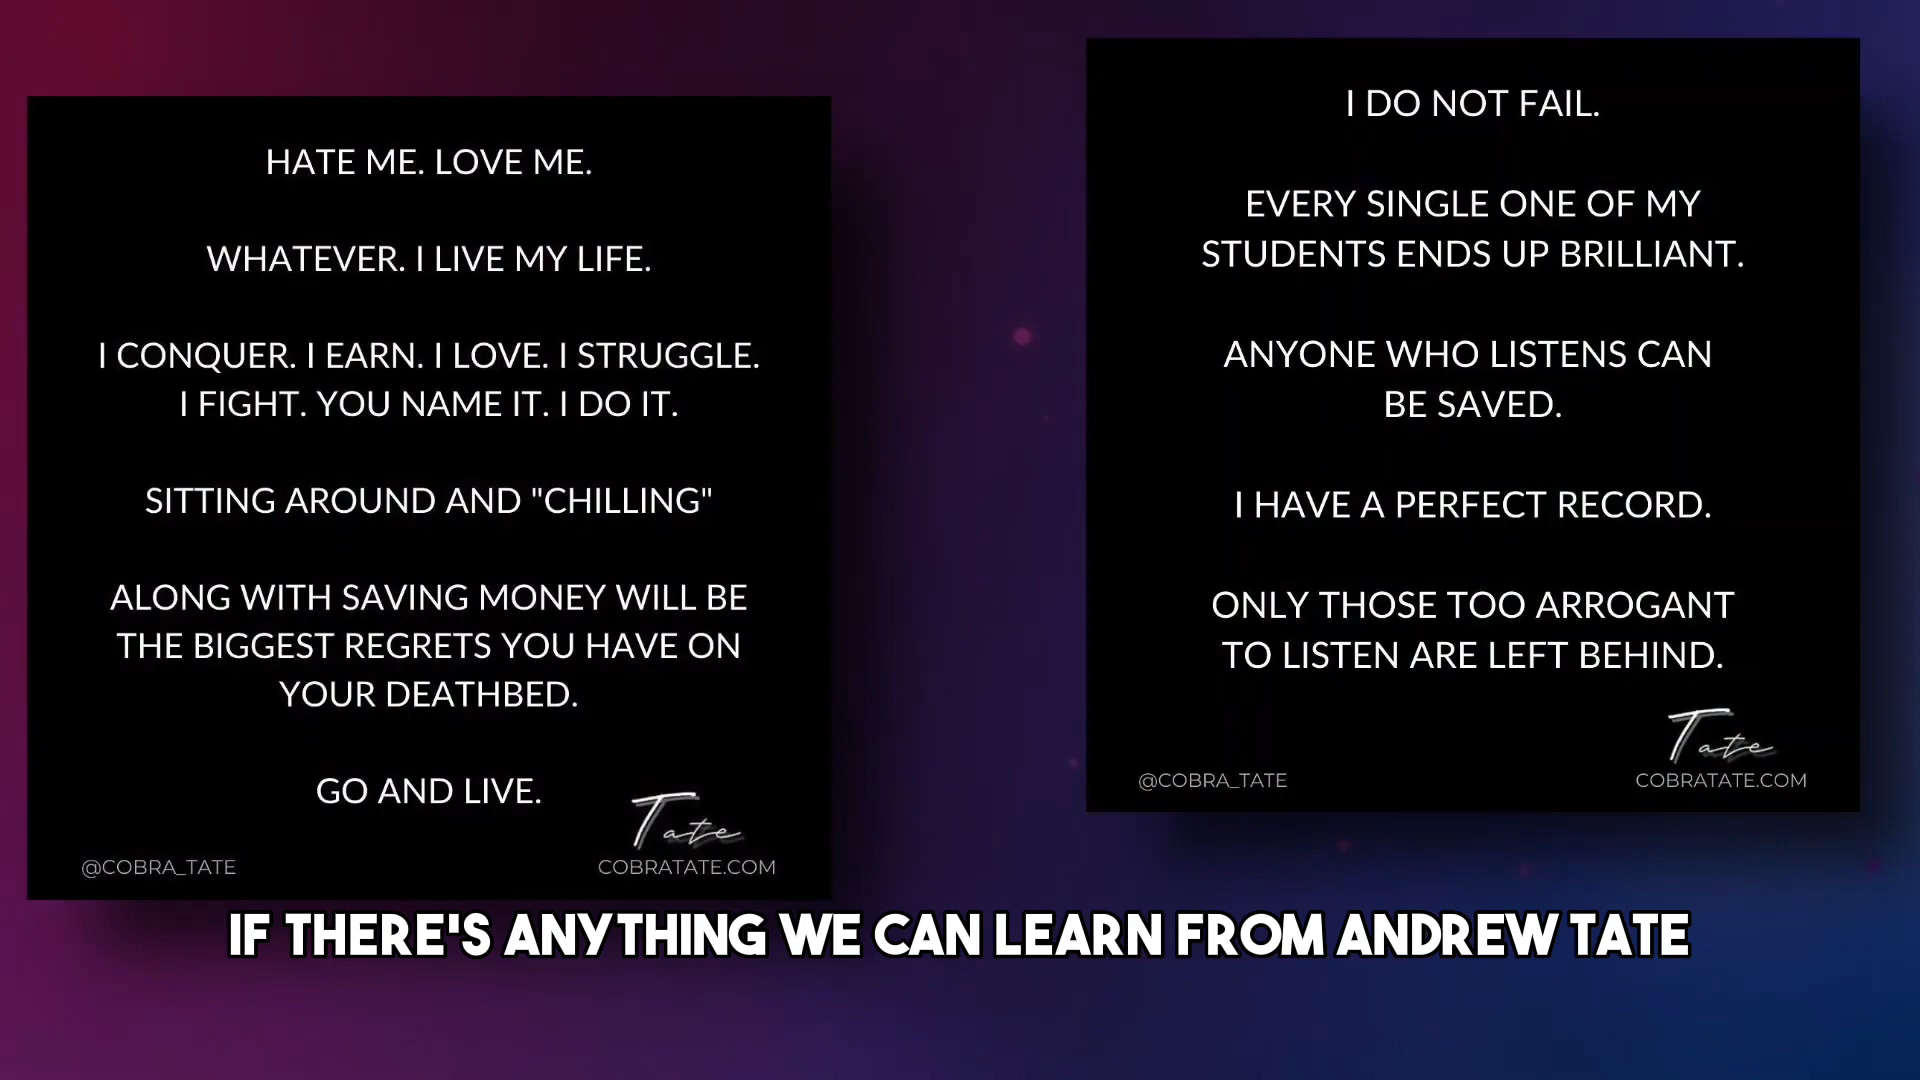 HATE ME. LOVE ME.
WHATEVER. I LIVE MY LIFE.
I CONQUER. I EARN. I LOVE. I STRUGGLE.
I FIGHT. YOU NAME IT. I DO IT.
SITTING AROUND AND "CHILLING"
ALONG WITH SAVING MONEY WILL BE
THE BIGGEST REGRETS YOU HAVE ON
YOUR DEATHBED.
GO AND LIVE.
Tate
@COBRA_TATE
COBRATATE.COM
I DO NOT FAIL.
EVERY SINGLE ONE OF MY
STUDENTS ENDS UP BRILLIANT.
ANYONE WHO LISTENS CAN
BE SAVED.
I HAVE A PERFECT RECORD.
ONLY THOSE TOO ARROGANT
TO LISTEN ARE LEFT BEHIND.
Tate
@COBRA_TATE
COBRATATE.COM
IF THERE'S ANYTHING WE CAN LEARN FROM ANDREW TATE